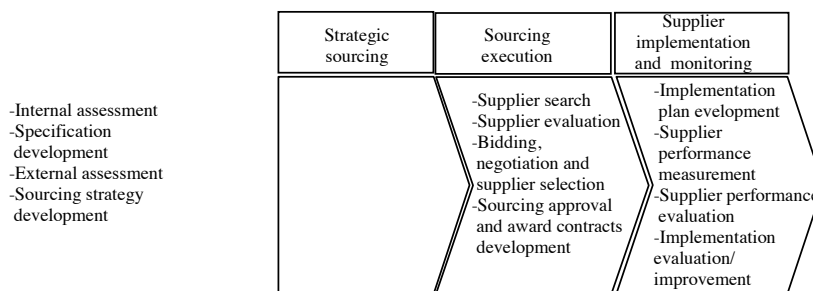 Strategic
sourcing
Sourcing
execution
Supplier
implementation
and monitoring
-Internal assessment
-Specification
development
-External assessment
-Sourcing strategy
development
-Supplier search
-Supplier evaluation
-Bidding,
negotiation and
supplier selection
-Sourcing approval
and award contracts
development
-Implementation
plan evelopment
-Supplier
performance
measurement
-Supplier performance
evaluation
-Implementation
evaluation/
improvement